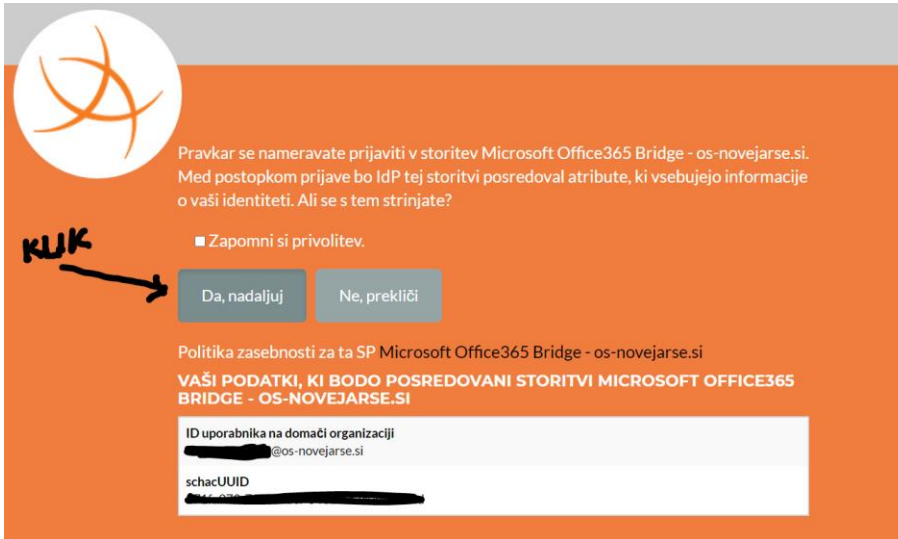 Pravkar se nameravate prijaviti v storitev Microsoft Office365 Bridge - os-novejarse.si.
Med postopkom prijave bo IdP tej storitvi posredoval atribute, ki vsebujejo informacije
o vaši identiteti. Ali se s tem strinjate?
Zapomni si privolitev.
KLIK
Da, nadaljuj Ne, prekliči
Politika zasebnosti za ta SP Microsoft Office365 Bridge - os-novejarse.si
VAŠI PODATKI, KI BODO POSREDOVANI STORITVI MICROSOFT OFFICE365
BRIDGE - OS-NOVEJARSE.SI
ID uporabnika na domači organizaciji
@os-novejarse.si
schacUUID